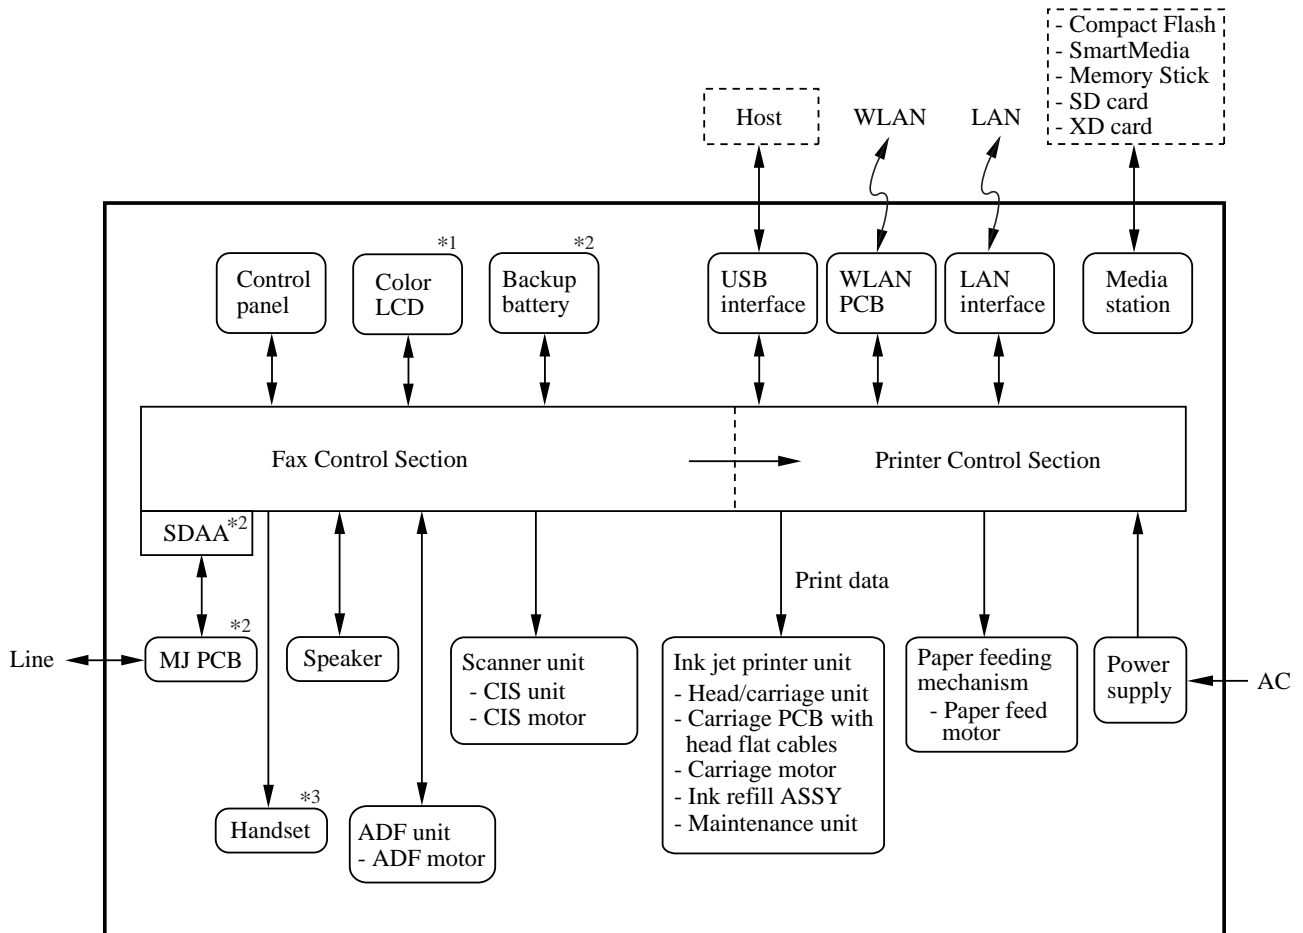 - Compact Flash
- SmartMedia
- Memory Stick
- SD card
- XD card
Host
WLAN
LAN
*1
*2
Control
panel
Color
LCD
Backup
battery
USB
interface
WLAN
PCB
LAN
interface
Media
station
Fax Control Section
Printer Control Section
SDAA*2
Print data
Line
*2
MJ PCB
Speaker
Scanner unit
- CIS unit
- CIS motor
Ink jet printer unit
- Head/carriage unit
- Carriage PCB with
head flat cables
- Carriage motor
- Ink refill ASSY
- Maintenance unit
Paper feeding
mechanism
- Paper feed
motor
Power
supply
AC
*3
Handset
ADF unit
- ADF motor